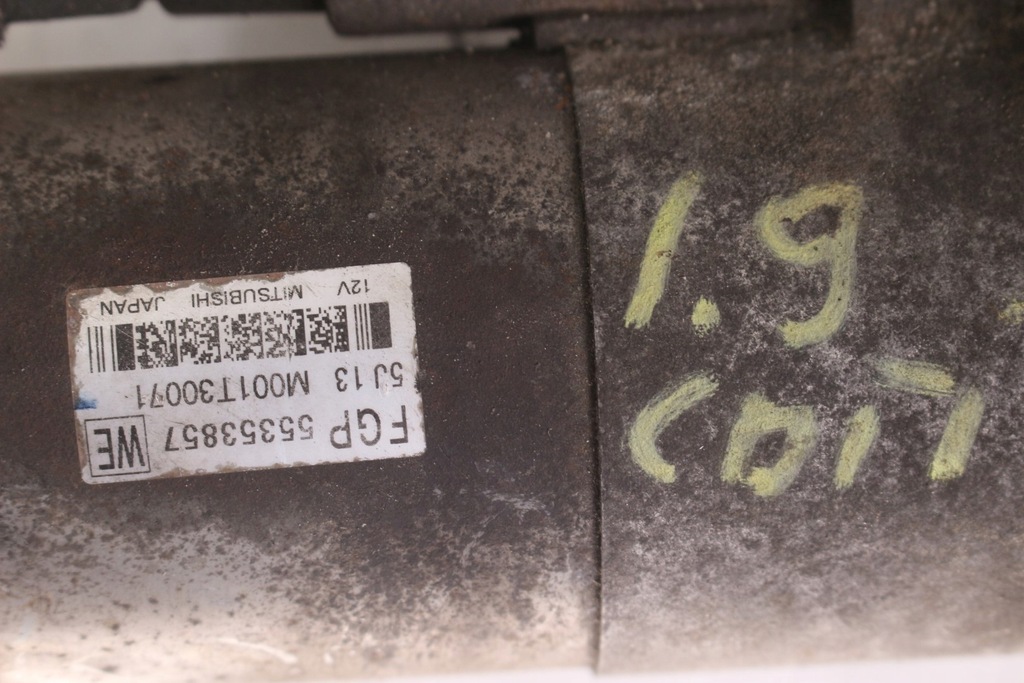 FGP 55353857 WE
5J13 M001T30071
12V MITSUBISHI JAPAN
1.9
CDTI